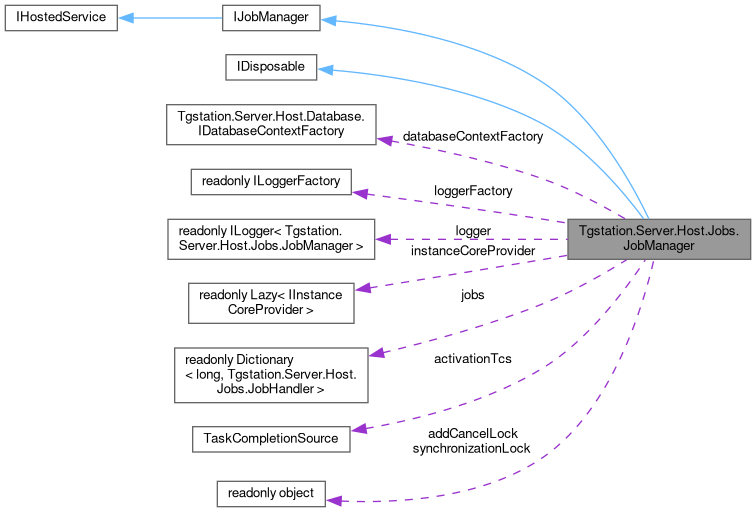 IHostedService
IJobManager
IDisposable
Tgstation.Server.Host.Database.
IDatabaseContextFactory
databaseContextFactory
readonly ILoggerFactory
loggerFactory
readonly ILogger< Tgstation.
Server.Host.Jobs.JobManager >
logger
Tgstation.Server.Host.Jobs.
JobManager
instanceCoreProvider
readonly Lazy< IInstance
CoreProvider >
jobs
readonly Dictionary
< long, Tgstation.Server.Host.
Jobs.JobHandler >
activationTcs
TaskCompletionSource
addCancelLock
synchronizationLock
readonly object